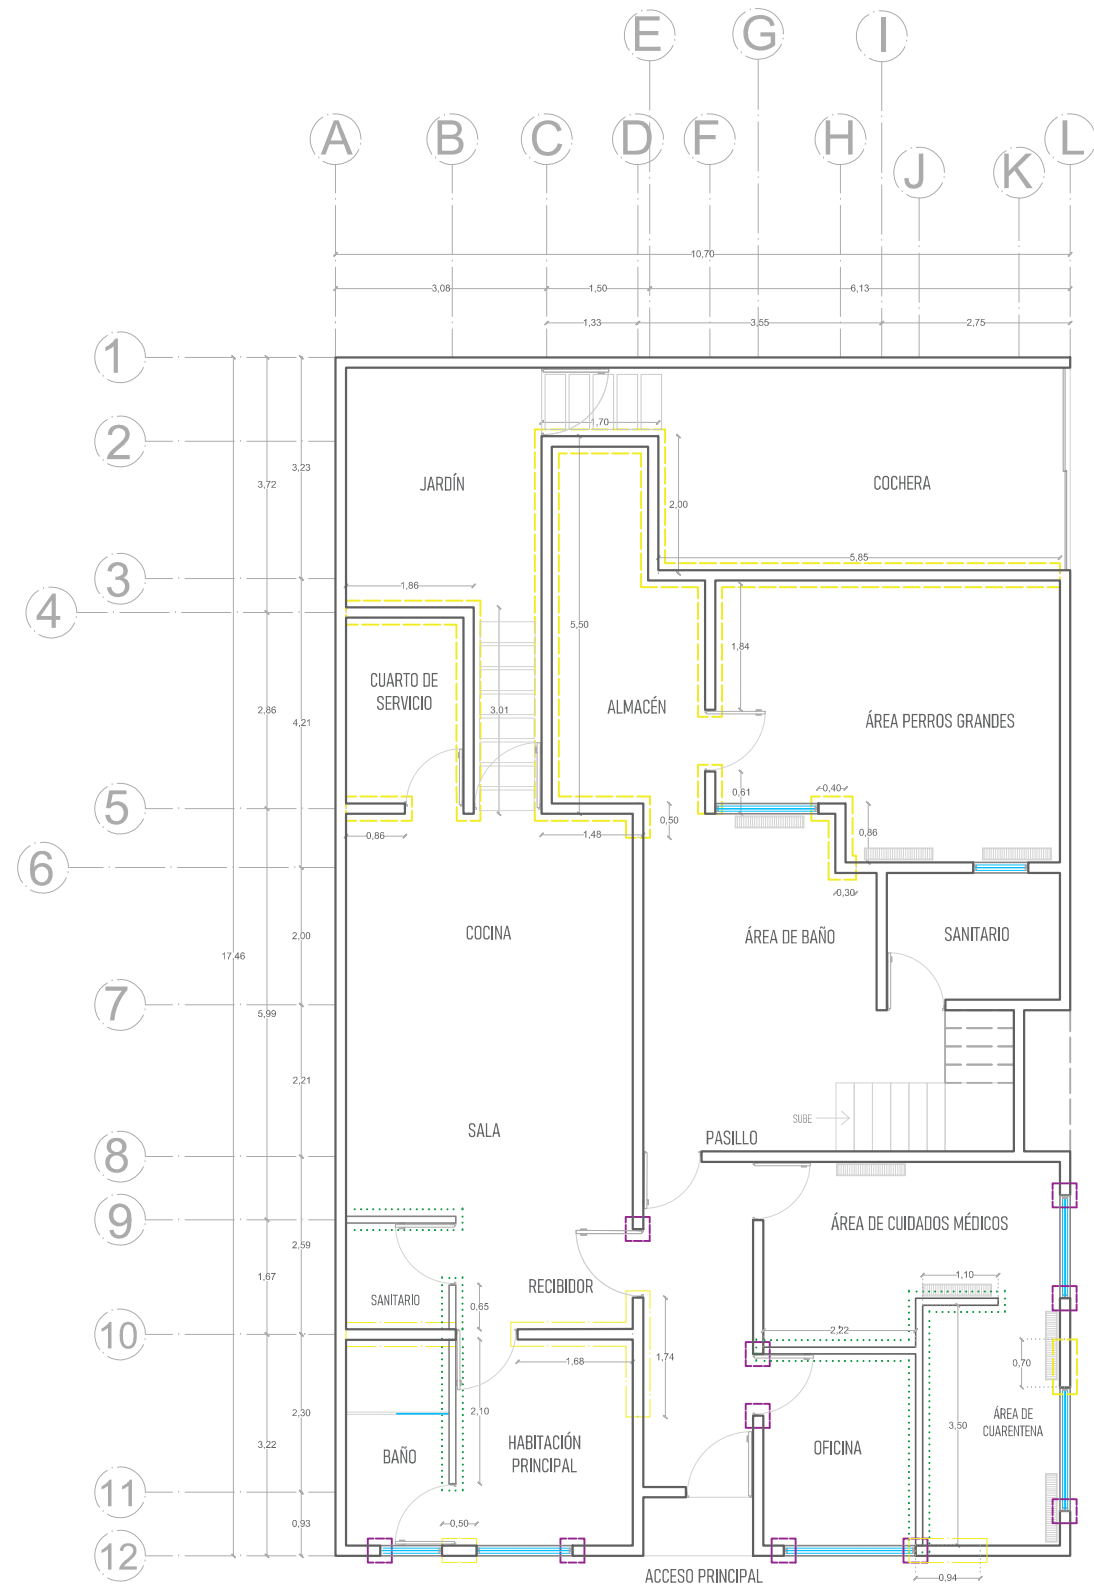 E G I
A B C D F H L
J K
10,70
3,08 1,50 6,13
1,33 3,55 2,75
1
2
3
4
5
6
7
8
9
10
11
12
17,46
3,72
2,86
5,99
1,67
3,22
3,23
4,21
2,00
2,21
2,59
2,30
0,93
1,70
JARDÍN
COCHERA
2,00
5,85
1,86
5,50
1,84
CUARTO DE
SERVICIO
3,01
ALMACÉN
ÁREA PERROS GRANDES
0,61
0,40
0,50
0,86
0,86
1,48
0,30
COCINA
ÁREA DE BAÑO
SANITARIO
SUBE
SALA
PASILLO
ÁREA DE CUIDADOS MÉDICOS
1,10
RECIBIDOR
SANITARIO
0,65
2,22
1,74
1,68
0,70
2,10
3,50
ÁREA DE
CUARENTENA
HABITACIÓN
PRINCIPAL
BAÑO
OFICINA
0,50
0,94
ACCESO PRINCIPAL